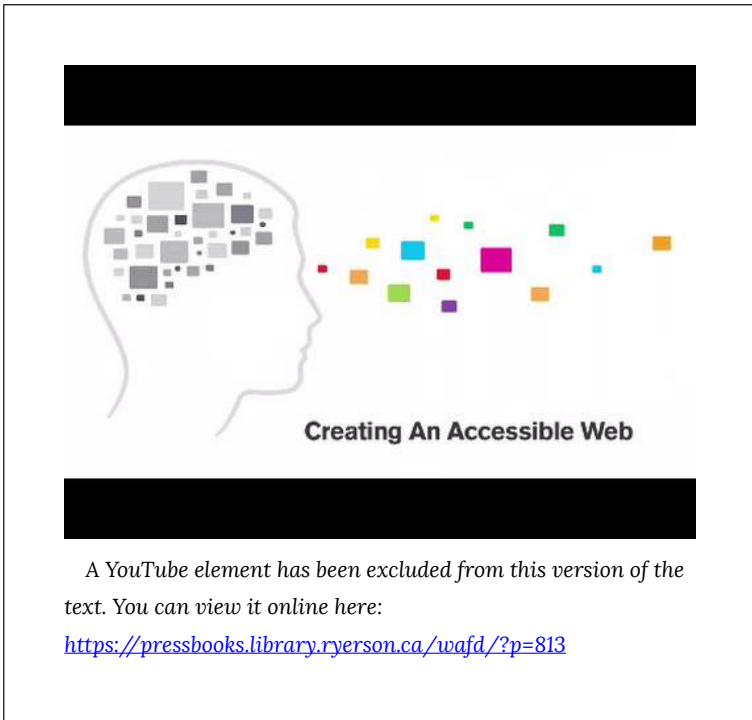 Creating An Accessible Web
A YouTube element has been excluded from this version of the
text. You can view it online here:
https://pressbooks.library.ryerson.ca/wafd/?p=813